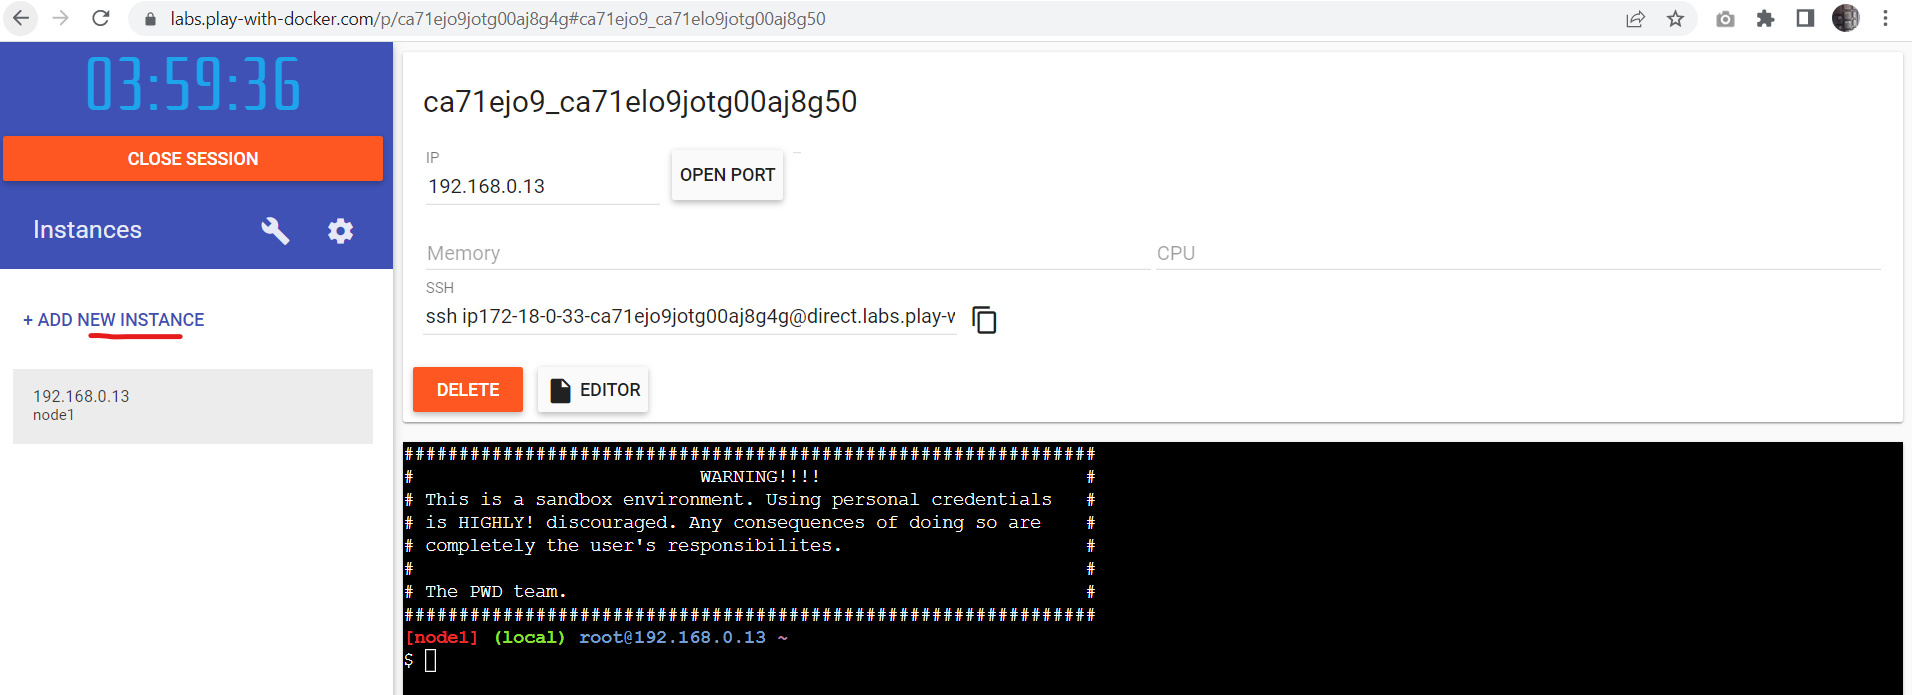 labs.play-with-docker.com/p/ca71ejo9jotg00aj8g4g#ca71ejo9_ca71elo9jotg00aj8g50
03:59:36
CLOSE SESSION
Instances
+ ADD NEW INSTANCE
192.168.0.13
node1
ca71ejo9_ca71elo9jotg00aj8g50
IP
192.168.0.13
OPEN PORT
Memory
CPU
SSH
ssh ip172-18-0-33-ca71ejo9jotg00aj8g4g@direct.labs.play-w
DELETE
EDITOR
###############################################################
#                          WARNING!!!!                        #
# This is a sandbox environment. Using personal credentials   #
# is HIGHLY! discouraged. Any consequences of doing so are    #
# completely the user's responsibilites.                      #
#                                                             #
# The PWD team.                                               #
###############################################################
[node1] (local) root@192.168.0.13 ~
$